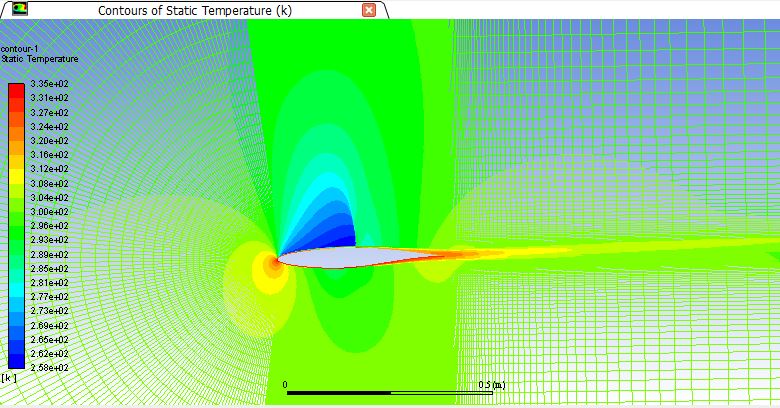 Contours of Static Temperature (k)
contour-1
Static Temperature
3.35e+02
3.31e+02
3.27e+02
3.24e+02
3.20e+02
3.16e+02
3.12e+02
3.08e+02
3.04e+02
3.00e+02
2.96e+02
2.93e+02
2.89e+02
2.85e+02
2.81e+02
2.77e+02
2.73e+02
2.69e+02
2.65e+02
2.62e+02
2.58e+02
[k]
0 0.5 (m)